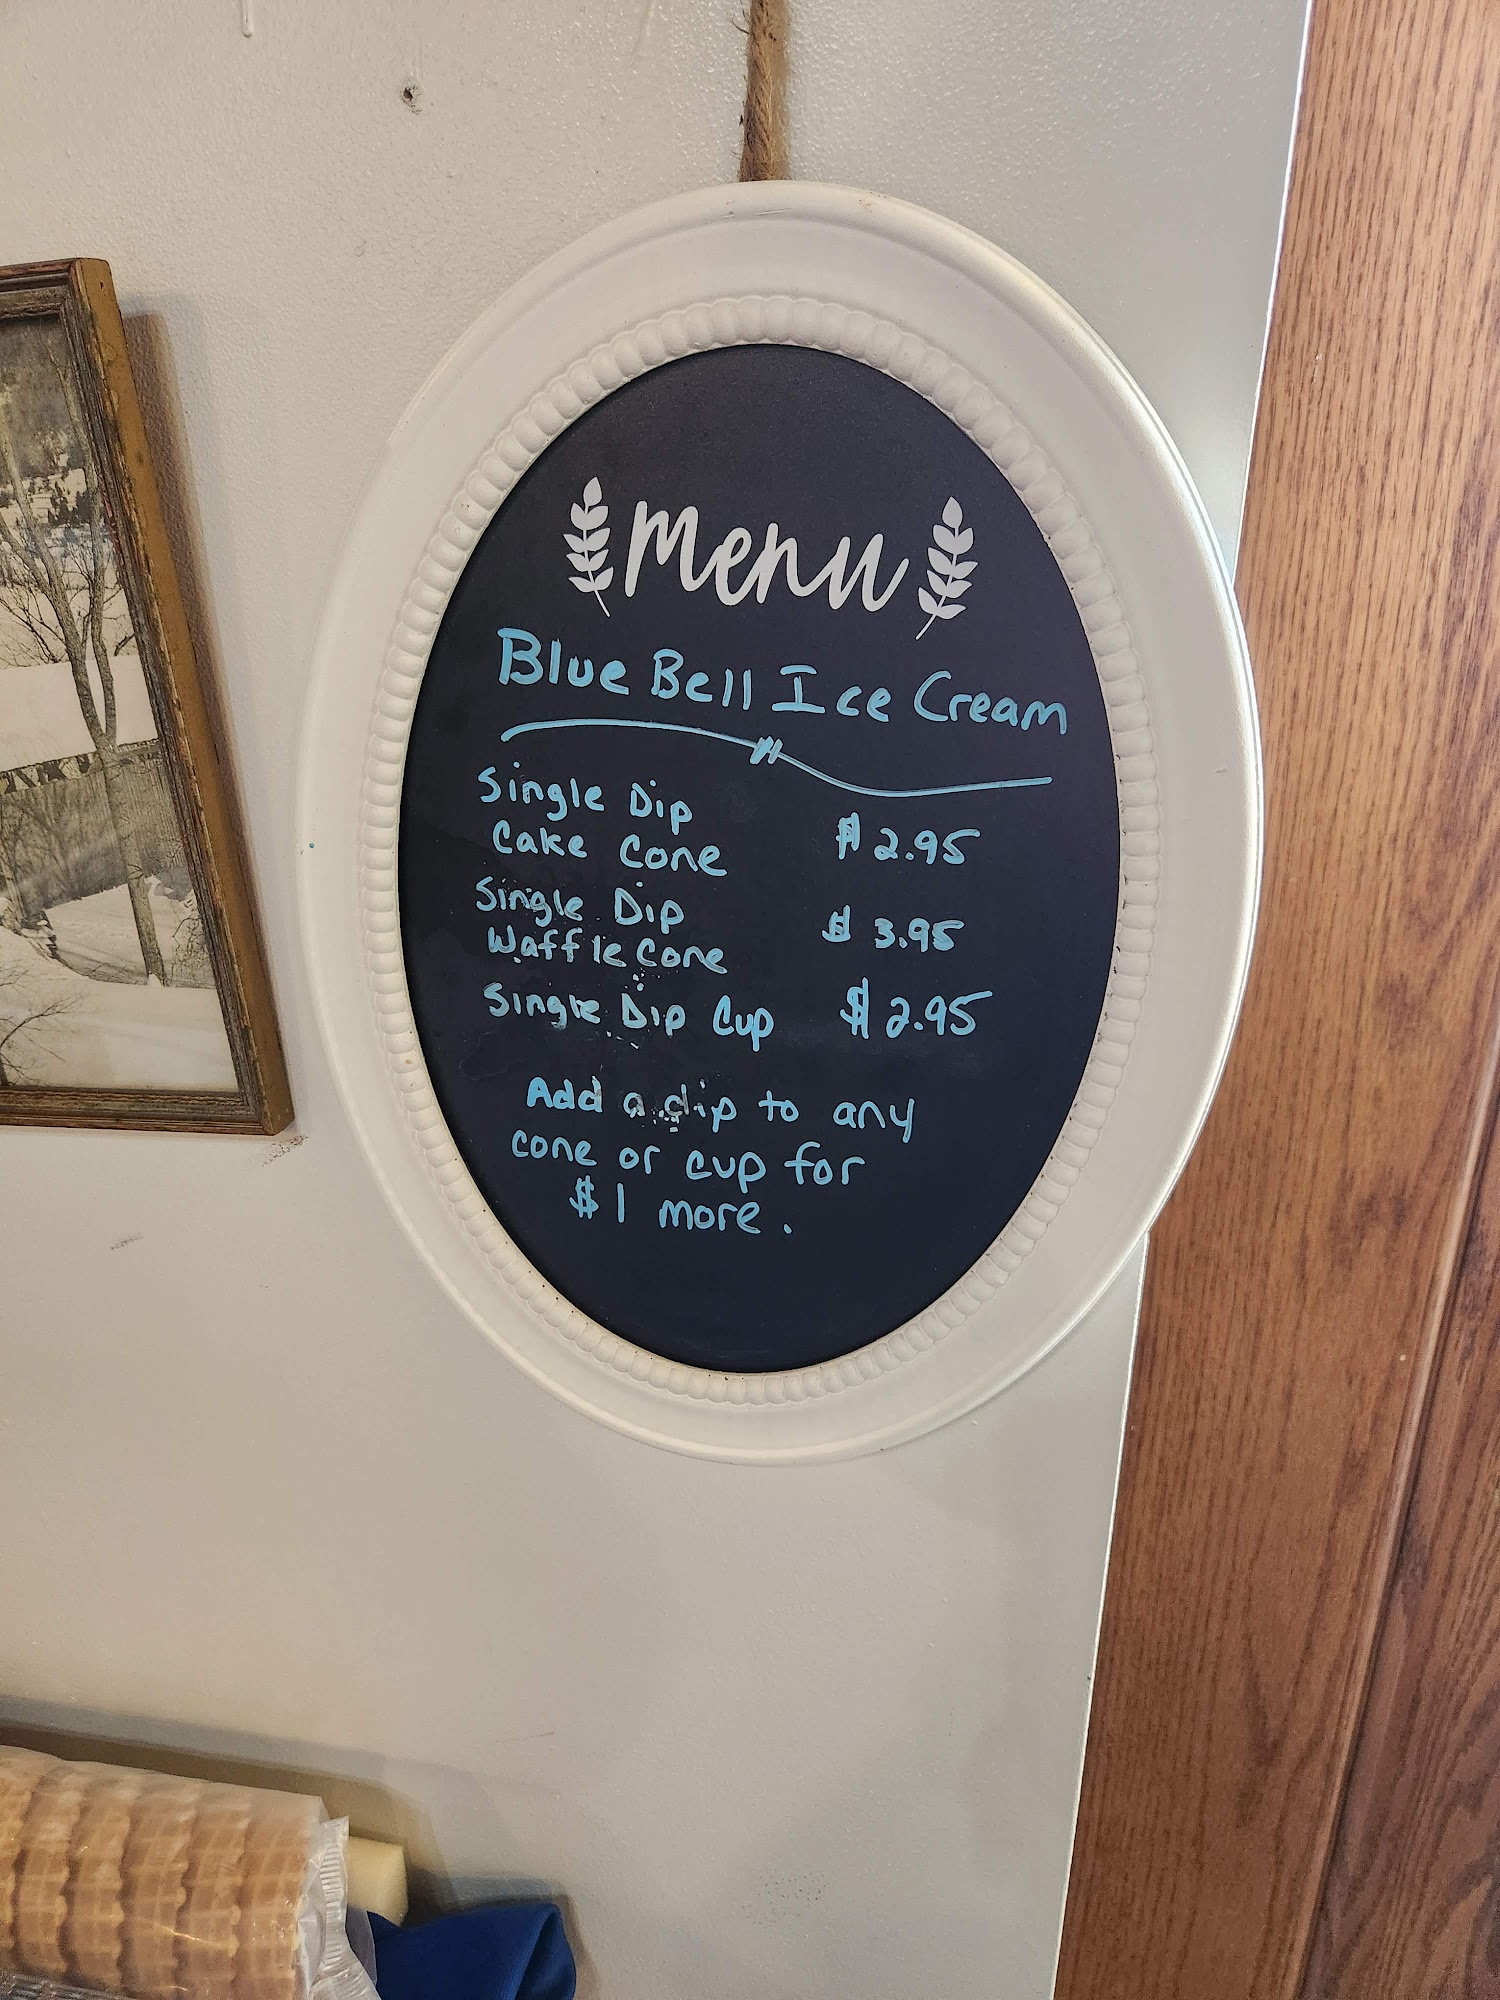 Menu
Blue Bell Ice Cream
Single Dip
Cake Cone $2.95
Single Dip
Waffle Cone $3.95
Single Dip Cup $2.95
Add a dip to any
cone or cup for
$1 more.